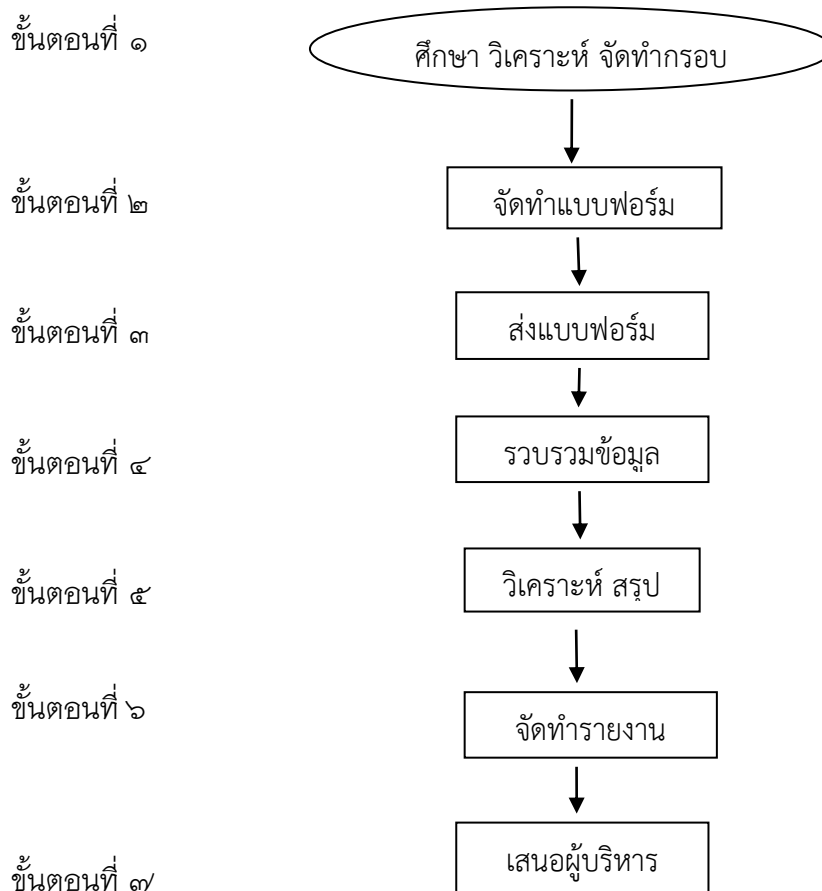 ขั้นตอนที่ ๑
ศึกษา วิเคราะห์ จัดทำกรอบ
ขั้นตอนที่ ๒
จัดทำแบบฟอร์ม
ขั้นตอนที่ ๓
ส่งแบบฟอร์ม
ขั้นตอนที่ ๔
รวบรวมข้อมูล
ขั้นตอนที่ ๕
วิเคราะห์ สรุป
ขั้นตอนที่ ๖
จัดทำรายงาน
ขั้นตอนที่ ๗
เสนอผู้บริหาร